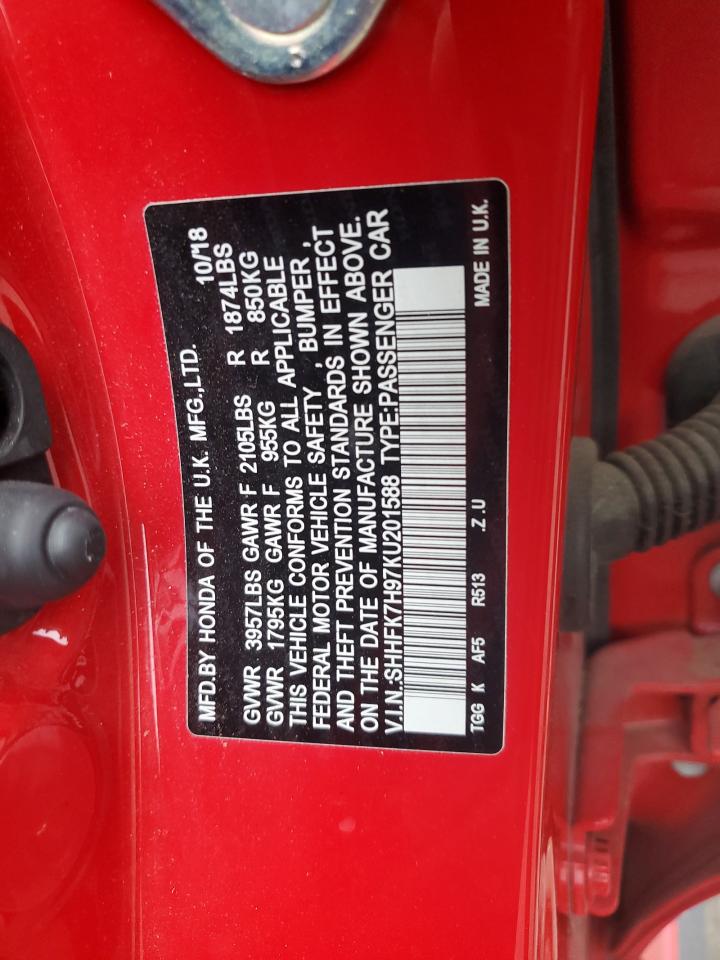 MFD.BY HONDA OF THE U.K. MFG.,LTD. 10/'18
GVWR 3957LBS GAWR F 2105LBS R 1874LBS
GVWR 1795KG GAWR F 955KG R 850KG
THIS VEHICLE CONFORMS TO ALL APPLICABLE
FEDERAL MOTOR VEHICLE SAFETY , BUMPER ,
AND THEFT PREVENTION STANDARDS IN EFFECT
ON THE DATE OF MANUFACTURE SHOWN ABOVE.
V.I.N.:SHHFK7H97KU201588 TYPE:PASSENGER CAR
TGG K AF5 R513 .Z .U MADE IN U.K.